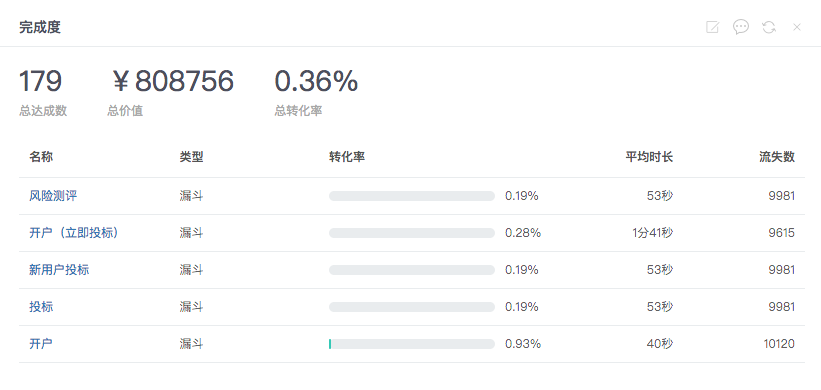 完成度
179 ￥808756 0.36%
总达成数 总价值 总转化率
名称 类型 转化率 平均时长 流失数
风险测评 漏斗 0.19% 53秒 9981
开户（立即投标） 漏斗 0.28% 1分41秒 9615
新用户投标 漏斗 0.19% 53秒 9981
投标 漏斗 0.19% 53秒 9981
开户 漏斗 0.93% 40秒 10120